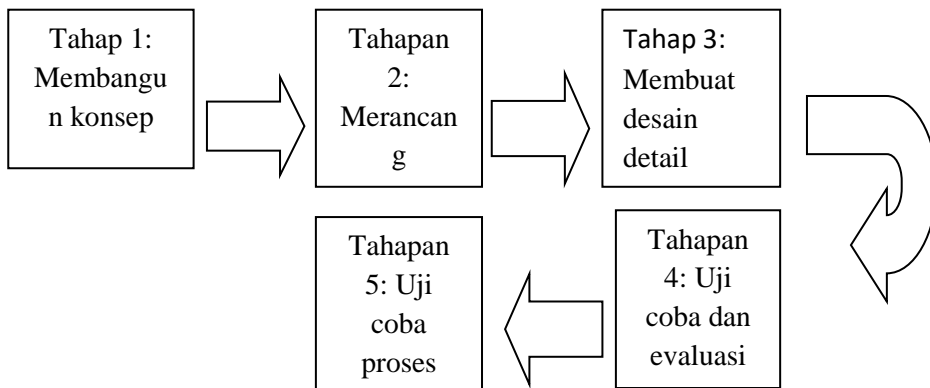 Tahap 1:
Membangu
n konsep
Tahapan
2:
Merancan
g
Tahap 3:
Membuat
desain
detail
Tahapan
4: Uji
coba dan
evaluasi
Tahapan
5: Uji
coba
proses